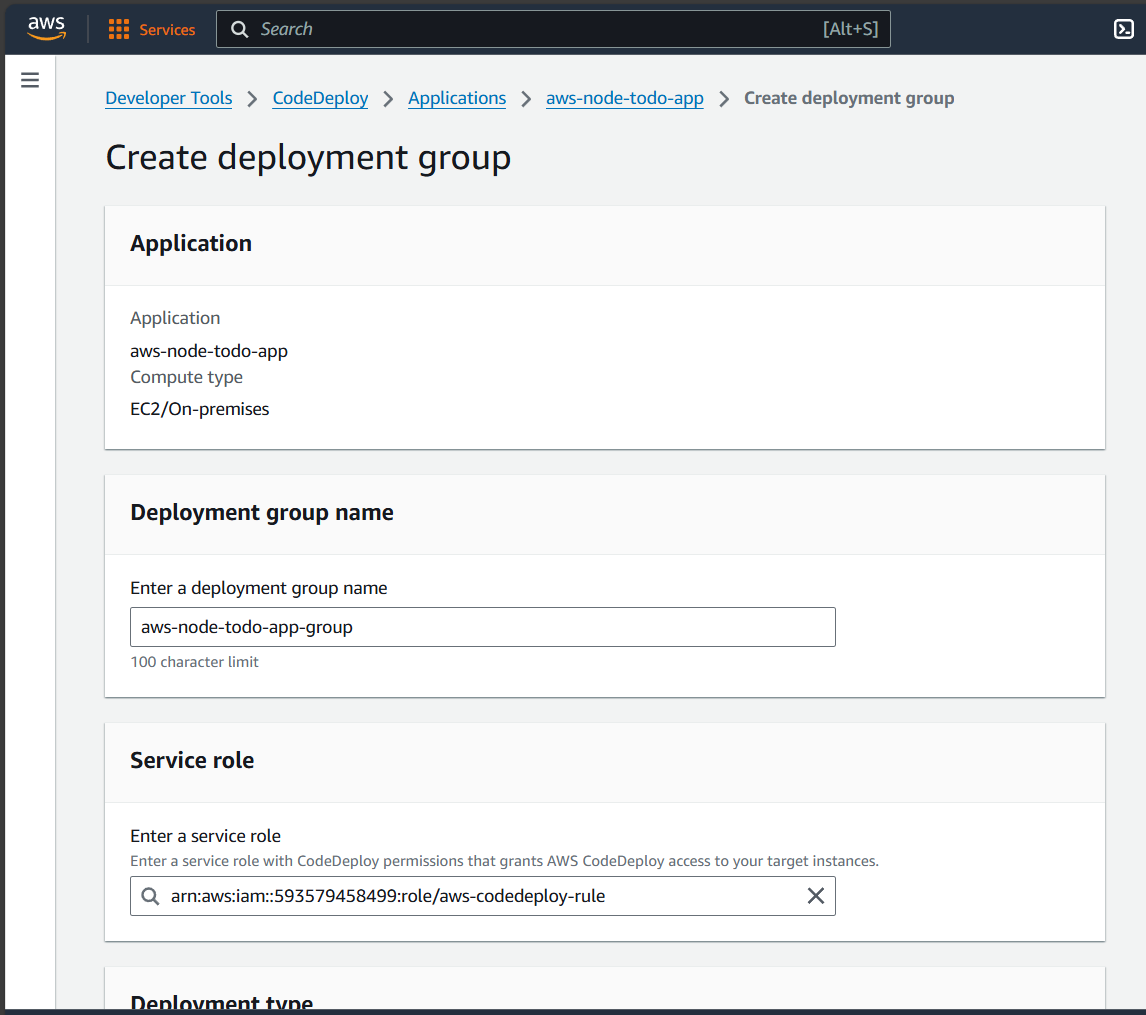 aws
Services
Search
[Alt+S]
Developer Tools > CodeDeploy > Applications > aws-node-todo-app > Create deployment group
Create deployment group
Application
Application
aws-node-todo-app
Compute type
EC2/On-premises
Deployment group name
Enter a deployment group name
aws-node-todo-app-group
100 character limit
Service role
Enter a service role
Enter a service role with CodeDeploy permissions that grants AWS CodeDeploy access to your target instances.
arn:aws:iam::593579458499:role/aws-codedeploy-rule
Deployment type